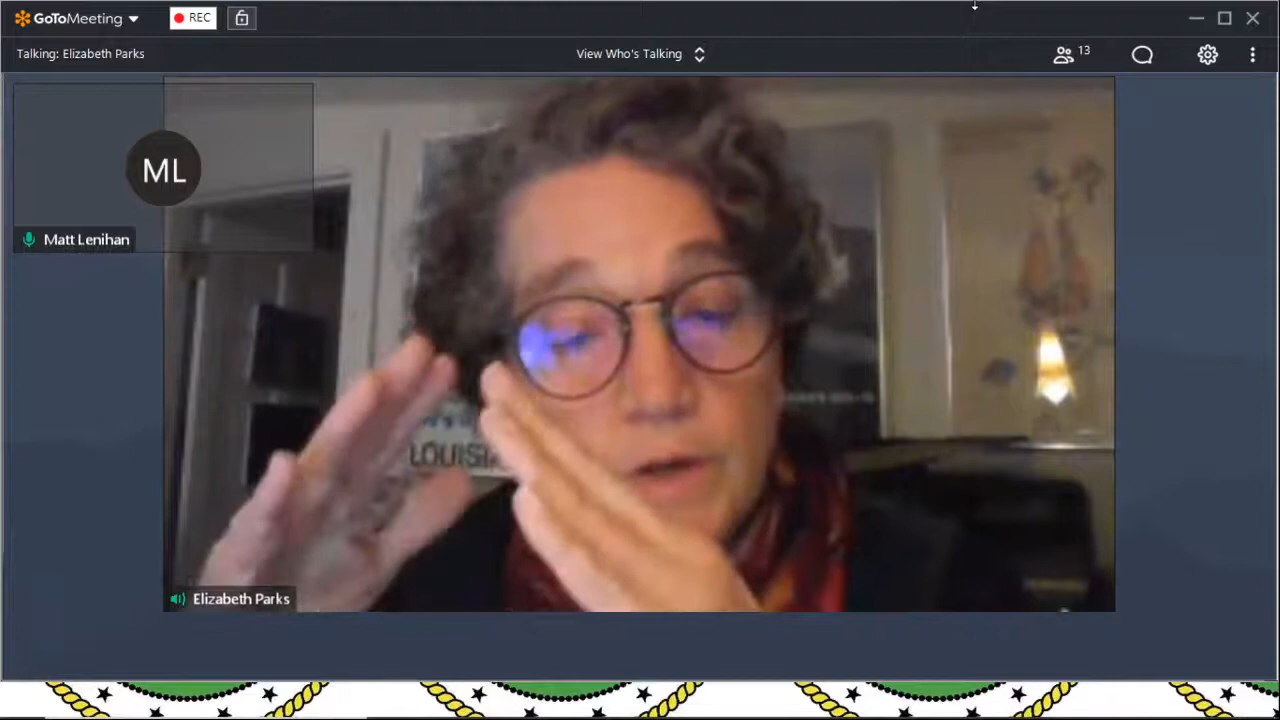 GoToMeeting
REC
Talking: Elizabeth Parks
View Who's Talking
13
ML
Matt Lenihan
LOUISIA
Elizabeth Parks